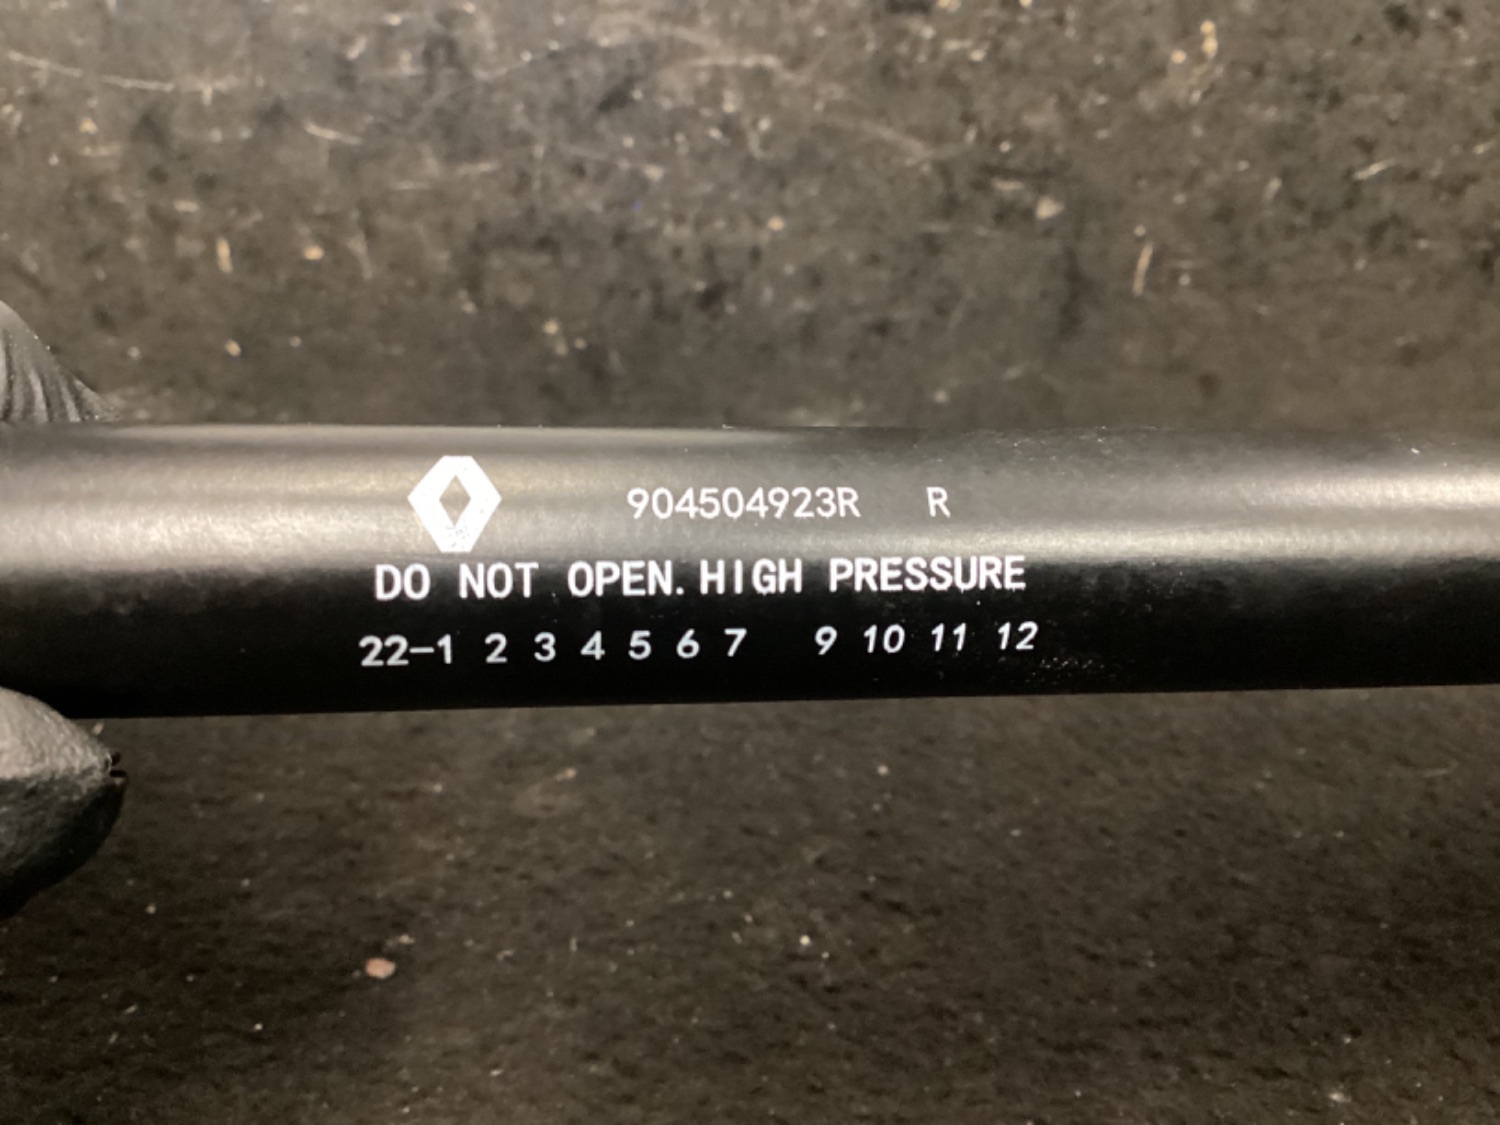 904504923R R
DO NOT OPEN. HIGH PRESSURE
22-1 2 3 4 5 6 7 9 10 11 12